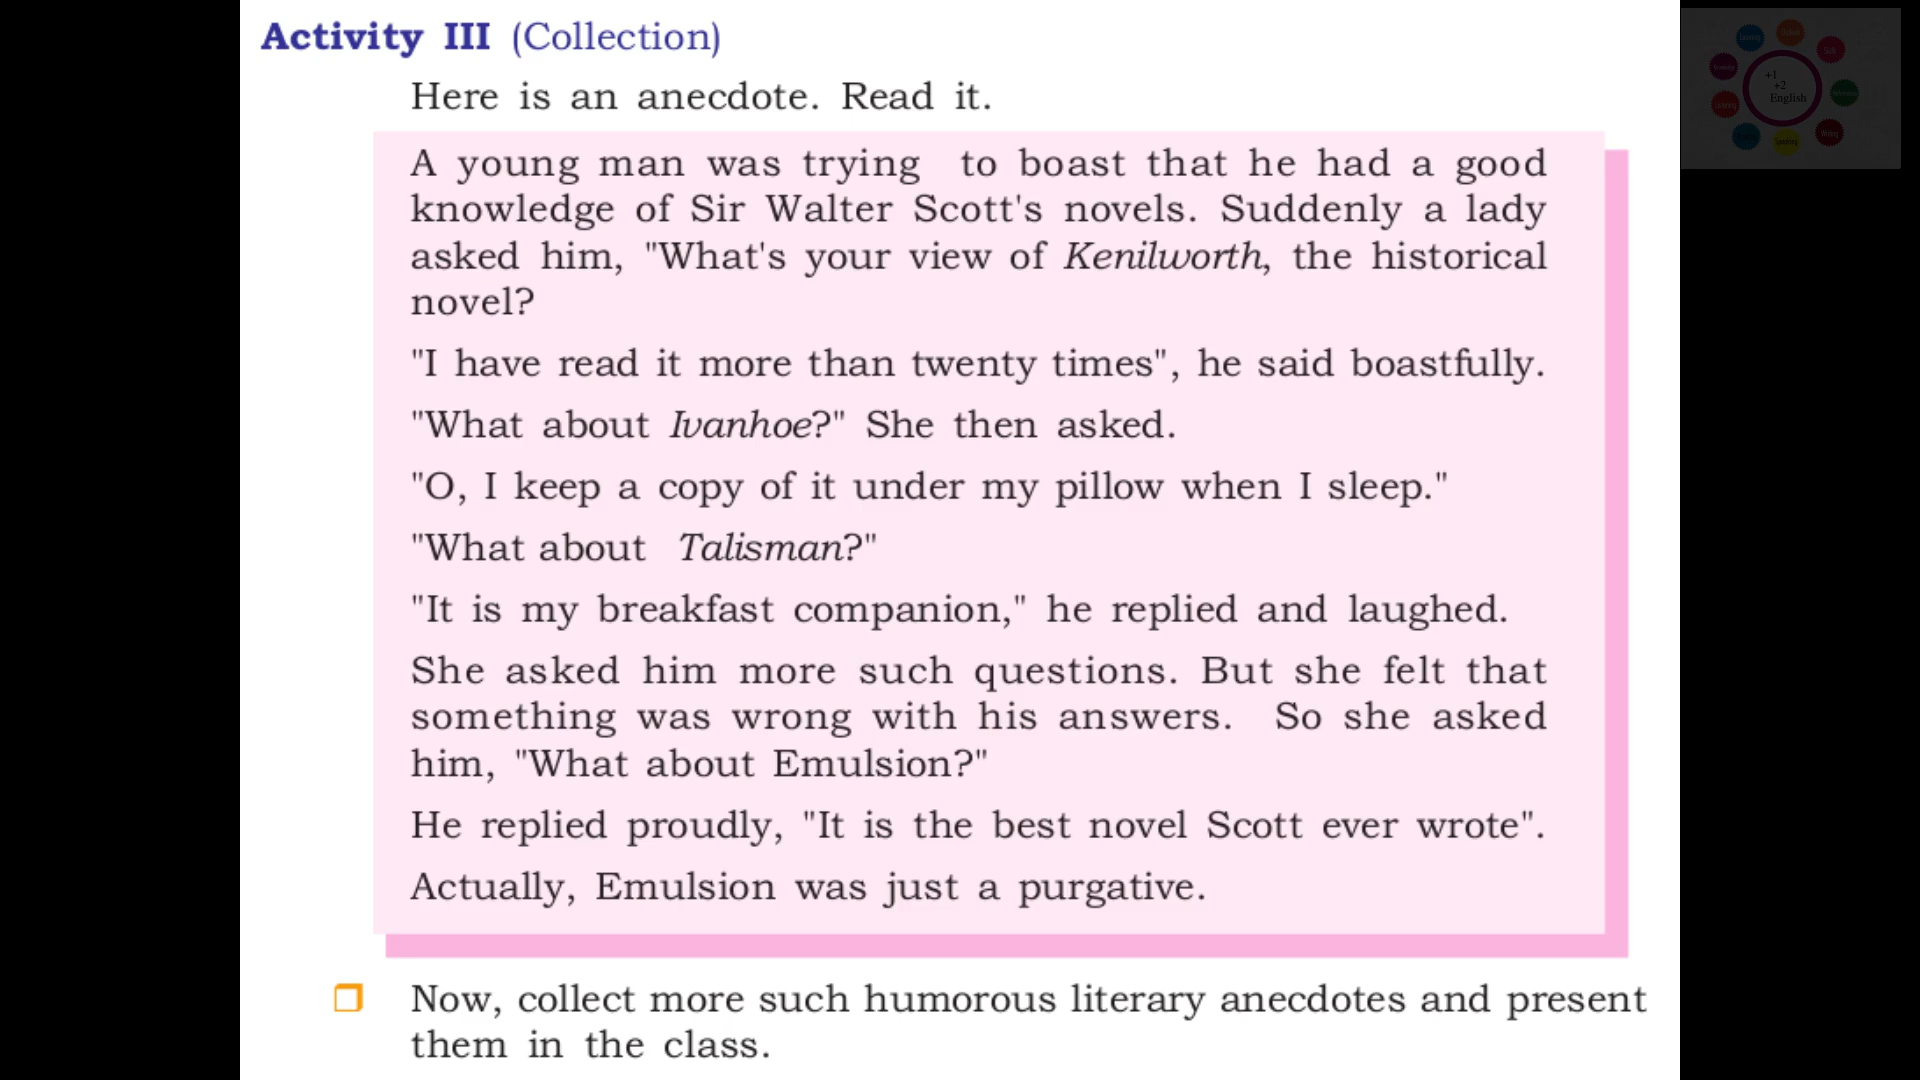 Activity III (Collection)
Here is an anecdote. Read it.
A young man was trying to boast that he had a good
knowledge of Sir Walter Scott's novels. Suddenly a lady
asked him, "What's your view of Kenilworth, the historical
novel?
"I have read it more than twenty times", he said boastfully.
"What about Ivanhoe?" She then asked.
"O, I keep a copy of it under my pillow when I sleep."
"What about Talisman?"
"It is my breakfast companion," he replied and laughed.
She asked him more such questions. But she felt that
something was wrong with his answers. So she asked
him, "What about Emulsion?"
He replied proudly, "It is the best novel Scott ever wrote".
Actually, Emulsion was just a purgative.
Now, collect more such humorous literary anecdotes and present
them in the class.
+1
+2
English
Writing
Speaking